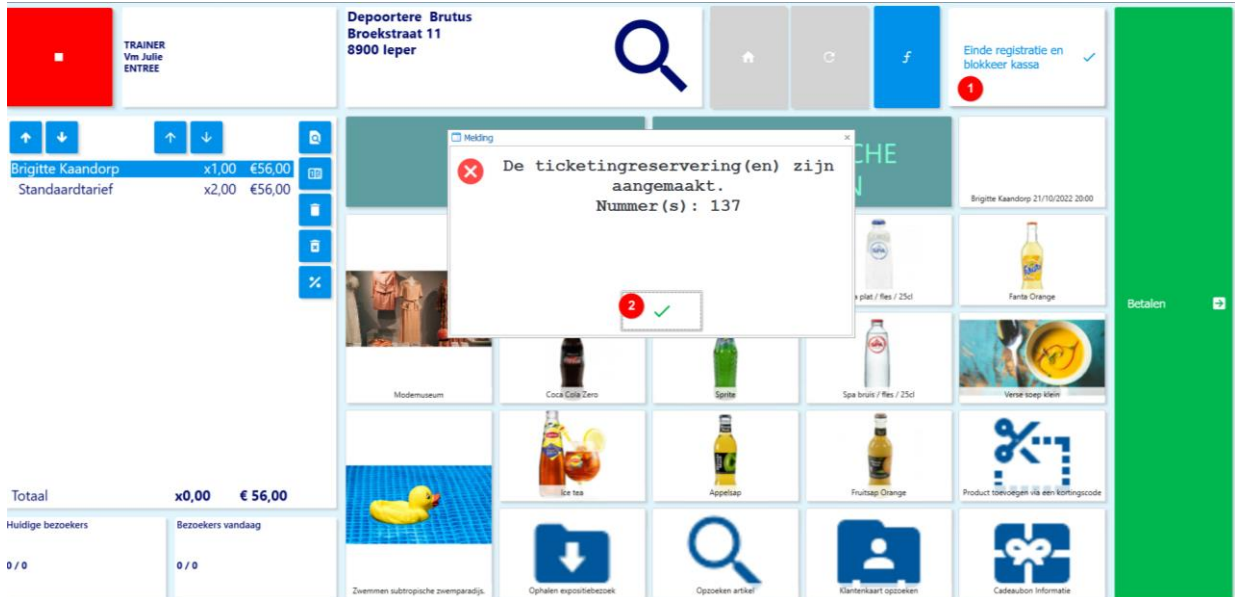 TRAINER
Vm Julie
ENTREE
Depoortere Brutus
Broekstraat 11
8900 Ieper
Einde registratie en
blokkeer kassa
1
Brigitte Kaandorp x1,00 €56,00
Standaardtarief x2,00 €56,00
Totaal x0,00 € 56,00
Huidige bezoekers
0 / 0
Bezoekers vandaag
0 / 0
Melding
De ticketingreservering(en) zijn
aangemaakt.
Nummer(s): 137
2
CHE
N
Brigitte Kaandorp 21/10/2022 20:00
plat / fles / 25cl
Fanta Orange
Betalen
Modemuseum
Coca Cola Zero
Sprite
Spa bruis / fles / 25cl
Verse soep klein
Ice tea
Appelsap
Fruitsap Orange
Product toevoegen via een kortingscode
Zwemmen subtropische zwemparadijs.
Ophalen expositiebezoek
Opzoeken artikel
Klantenkaart opzoeken
Cadeaubon Informatie